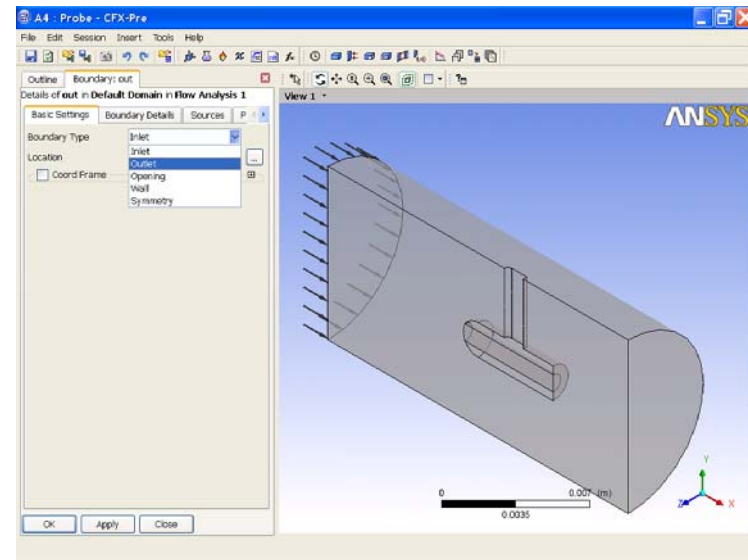 A4 : Probe - CFX-Pre
File Edit Session Insert Tools Help
Outline Boundary: out
Details of out in Default Domain in Flow Analysis 1
Basic Settings Boundary Details Sources P
Boundary Type Inlet
Inlet
Location Outlet
Coord Frame Opening
Wall
Symmetry
OK Apply Close
View 1
ANSYS
Y
X
Z
0 0.007 (m)
0.0035